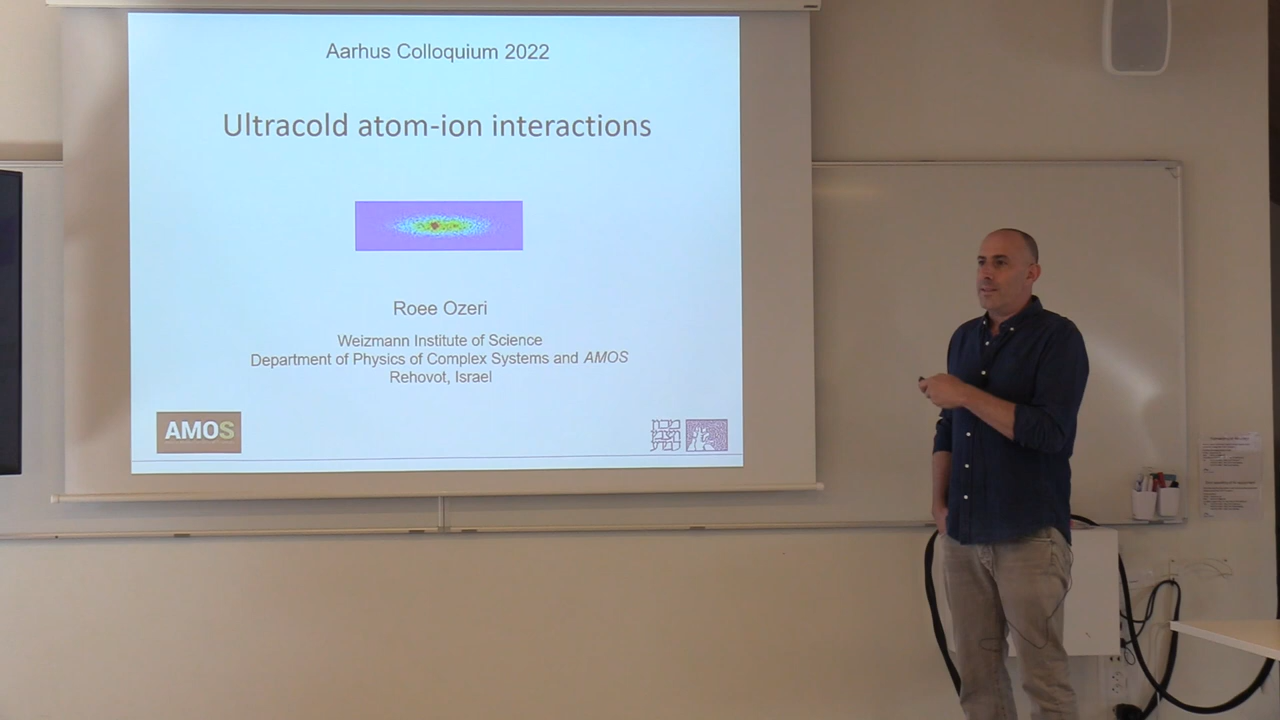 Aarhus Colloquium 2022
Ultracold atom-ion interactions
Roee Ozeri
Weizmann Institute of Science
Department of Physics of Complex Systems and AMOS
Rehovot, Israel
AMOS